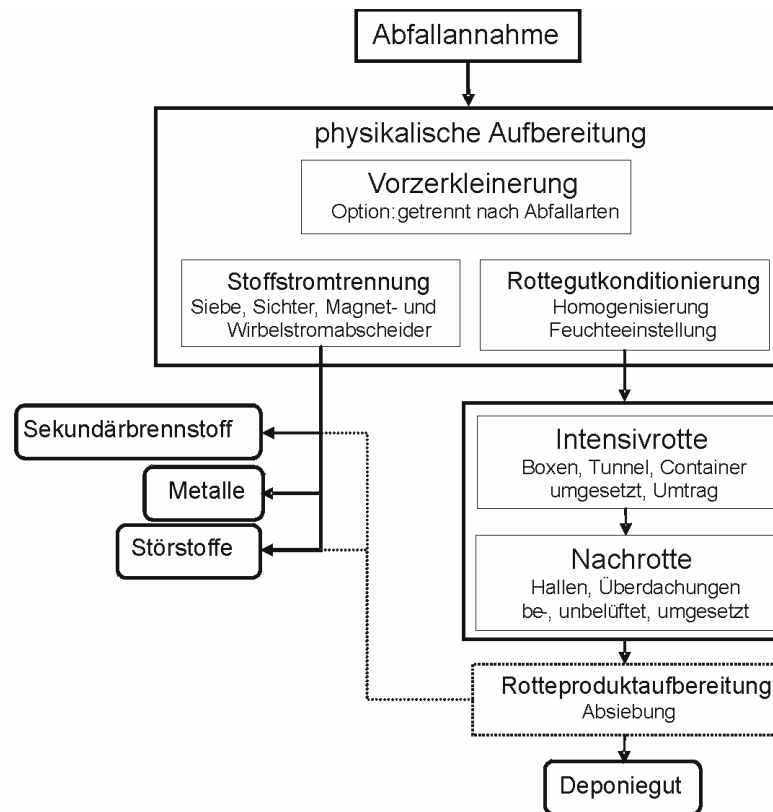 Abfallannahme
physikalische Aufbereitung
Vorzerkleinerung
Option: getrennt nach Abfallarten
Stoffstromtrennung
Siebe, Sichter, Magnet- und
Wirbelstromabscheider
Rottegutkonditionierung
Homogenisierung
Feuchteeinstellung
Sekundärbrennstoff
Metalle
Störstoffe
Intensivrotte
Boxen, Tunnel, Container
umgesetzt, Umtrag
Nachrotte
Hallen, Überdachungen
be-, unbelüftet, umgesetzt
Rotteproduktaufbereitung
Absiebung
Deponiegut